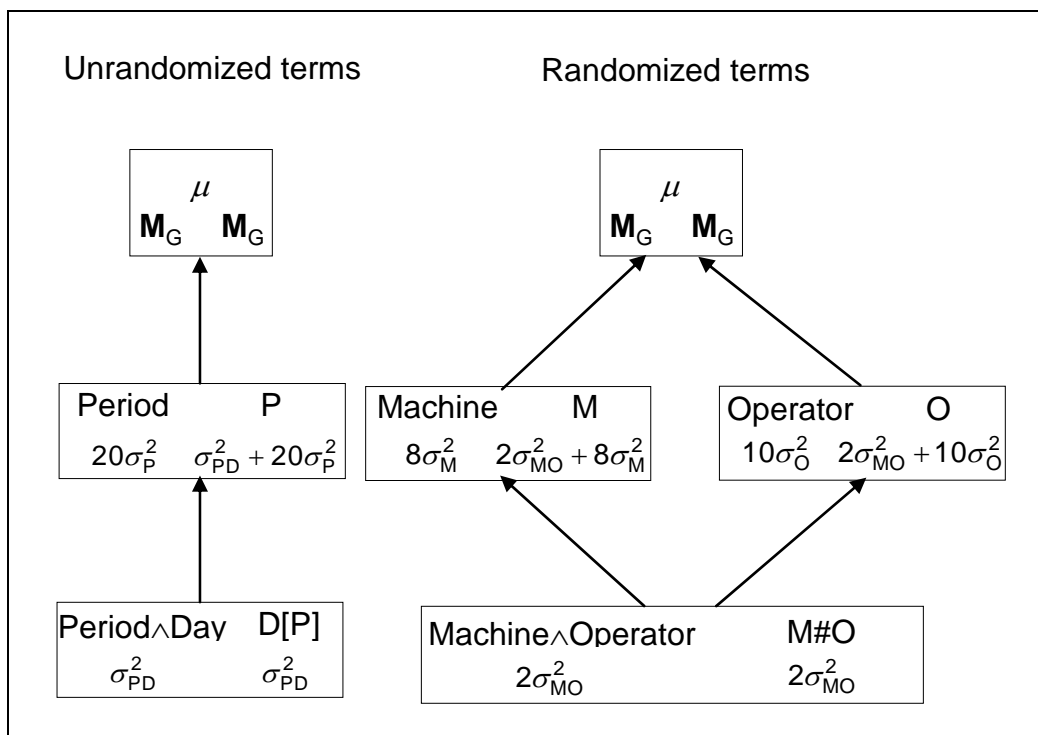 Unrandomized terms
Randomized terms
μ
M_G M_G
μ
M_G M_G
Period P
20σ²_P σ²_PD + 20σ²_P
Machine M
8σ²_M 2σ²_MO + 8σ²_M
Operator O
10σ²_O 2σ²_MO + 10σ²_O
Period∧Day D[P]
σ²_PD σ²_PD
Machine∧Operator M#O
2σ²_MO 2σ²_MO